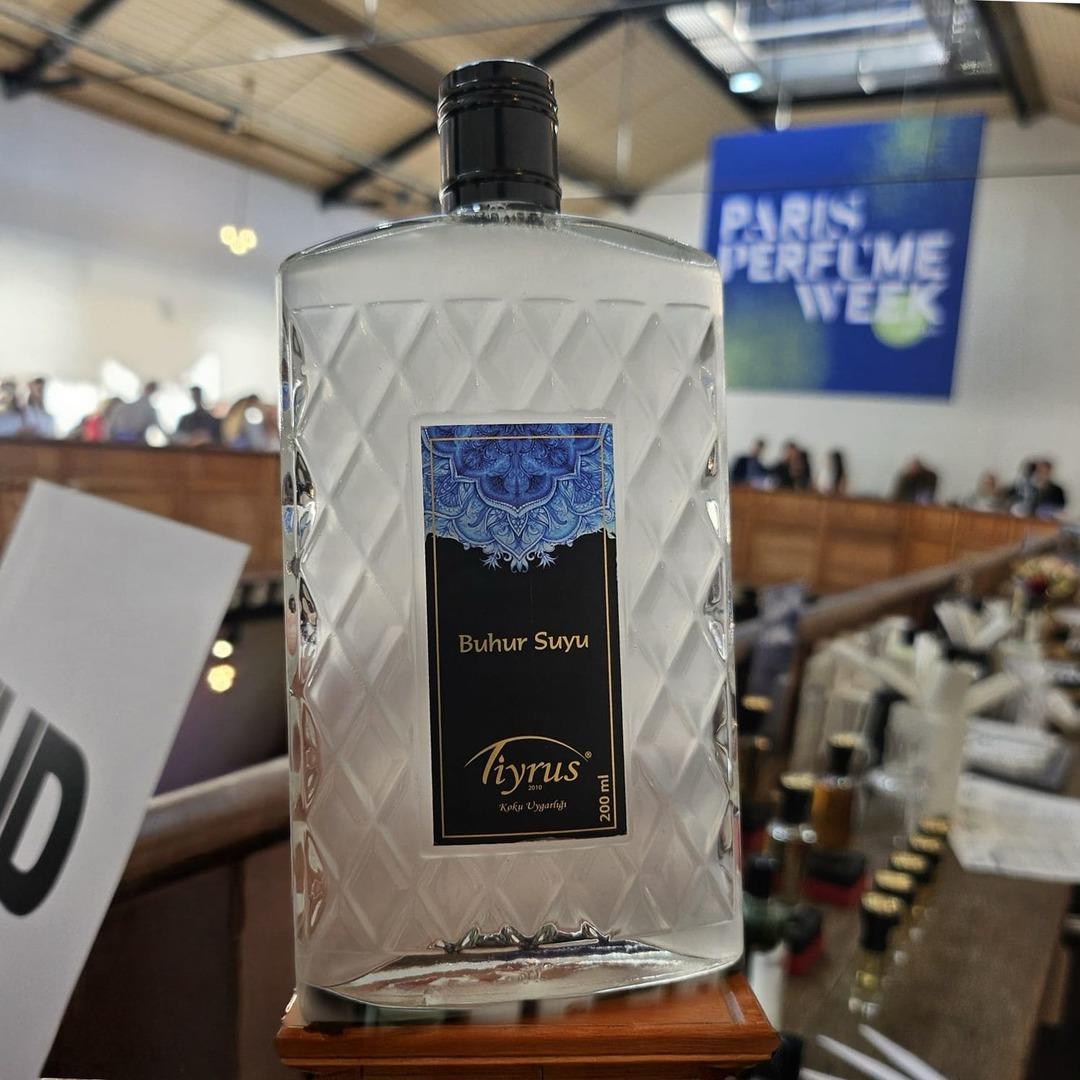 PARIS
PERFUME
WEEK
Buhur Suyu
Tiyrus®
2010
Koku Uygarlığı
200 ml